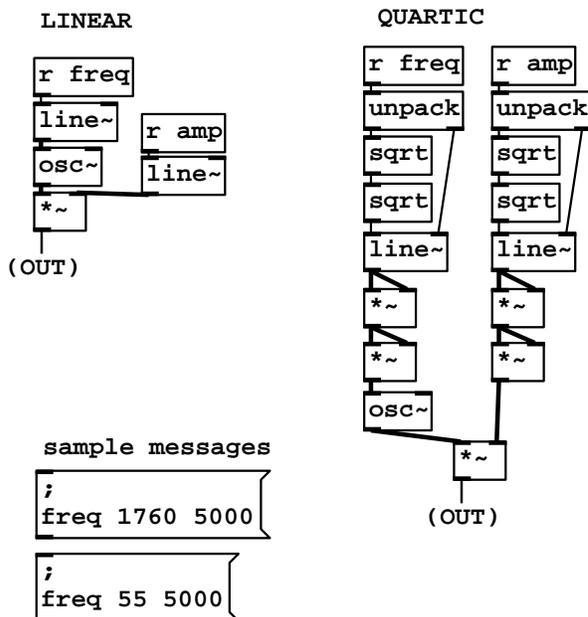 LINEAR
r freq
line~
r amp
osc~
line~
*~
(OUT)
QUARTIC
r freq
r amp
unpack
unpack
sqrt
sqrt
sqrt
sqrt
line~
line~
*~
*~
*~
*~
osc~
*~
(OUT)
sample messages
;
freq 1760 5000
;
freq 55 5000